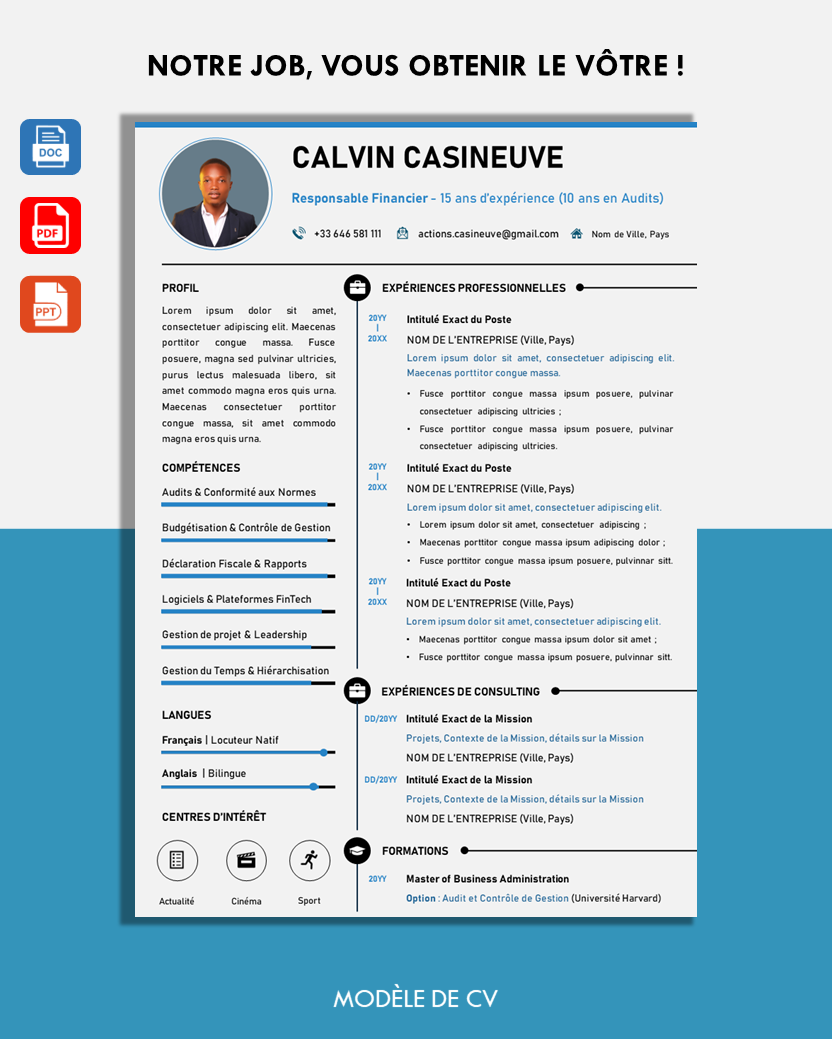 NOTRE JOB, VOUS OBTENIR LE VÔTRE !
DOC
PDF
PPT
CALVIN CASINEUVE
Responsable Financier - 15 ans d'expérience (10 ans en Audits)
+33 646 581 111 actions.casineuve@gmail.com Nom de Ville, Pays
PROFIL
Lorem ipsum dolor sit amet,
consectetuer adipiscing elit. Maecenas
porttitor congue massa. Fusce
posuere, magna sed pulvinar ultricies,
purus lectus malesuada libero, sit
amet commodo magna eros quis urna.
Maecenas consectetuer porttitor
congue massa, sit amet commodo
magna eros quis urna.
COMPÉTENCES
Audits & Conformité aux Normes
Budgétisation & Contrôle de Gestion
Déclaration Fiscale & Rapports
Logiciels & Plateformes FinTech
Gestion de projet & Leadership
Gestion du Temps & Hiérarchisation
LANGUES
Français | Locuteur Natif
Anglais | Bilingue
CENTRES D'INTÉRÊT
Actualité Cinéma Sport
EXPÉRIENCES PROFESSIONNELLES
20YY
|
20XX
Intitulé Exact du Poste
NOM DE L'ENTREPRISE (Ville, Pays)
Lorem ipsum dolor sit amet, consectetuer adipiscing elit.
Maecenas porttitor congue massa.
• Fusce porttitor congue massa ipsum posuere, pulvinar
consectetuer adipiscing ultricies ;
• Fusce porttitor congue massa ipsum posuere, pulvinar
consectetuer adipiscing ultricies.
20YY
|
20XX
Intitulé Exact du Poste
NOM DE L'ENTREPRISE (Ville, Pays)
Lorem ipsum dolor sit amet, consectetuer adipiscing elit.
• Lorem ipsum dolor sit amet, consectetuer adipiscing ;
• Maecenas porttitor congue massa ipsum adipiscing dolor ;
• Fusce porttitor congue massa ipsum posuere, pulvinnar sitt.
20YY
|
20XX
Intitulé Exact du Poste
NOM DE L'ENTREPRISE (Ville, Pays)
Lorem ipsum dolor sit amet, consectetuer adipiscing elit.
• Maecenas porttitor congue massa ipsum dolor sit amet ;
• Fusce porttitor congue massa ipsum posuere, pulvinnar sitt.
EXPÉRIENCES DE CONSULTING
DD/20YY Intitulé Exact de la Mission
Projets, Contexte de la Mission, détails sur la Mission
NOM DE L'ENTREPRISE (Ville, Pays)
DD/20YY Intitulé Exact de la Mission
Projets, Contexte de la Mission, détails sur la Mission
NOM DE L'ENTREPRISE (Ville, Pays)
FORMATIONS
20YY Master of Business Administration
Option : Audit et Contrôle de Gestion (Université Harvard)
MODÈLE DE CV